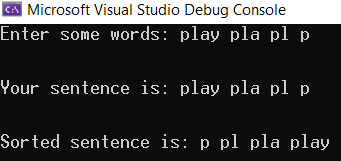 C:\ Microsoft Visual Studio Debug Console
Enter some words: play pla pl p
Your sentence is: play pla pl p
Sorted sentence is: p pl pla play